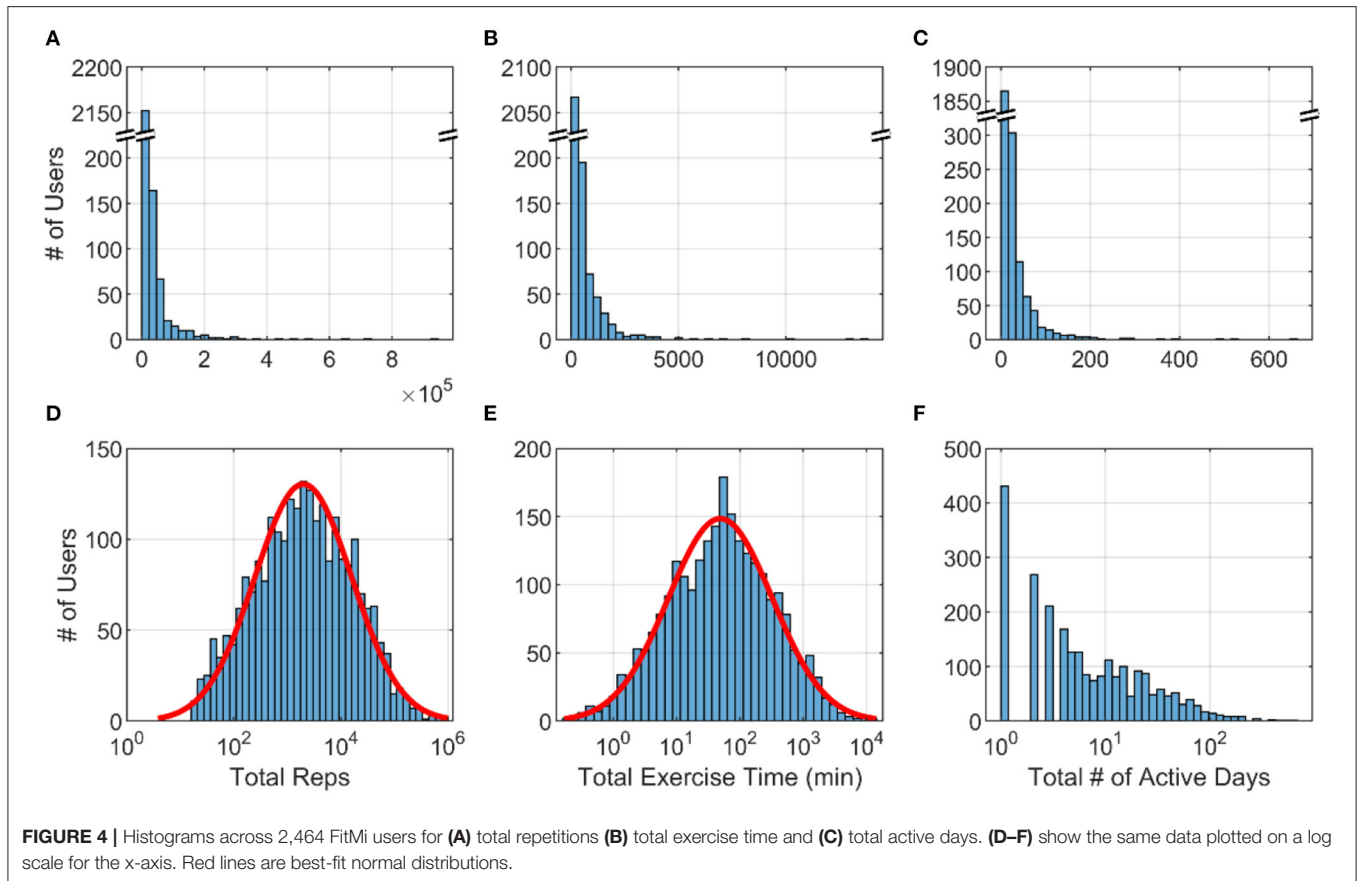 A
B
C
2200
2150
200
150
100
50
0
# of Users
0 2 4 6 8
×10^5
2100
2050
200
150
100
50
0
0 5000 10000
1900
1850
300
250
200
150
100
50
0
0 200 400 600
D
E
F
150
100
50
0
# of Users
10^0 10^2 10^4 10^6
Total Reps
200
150
100
50
0
10^0 10^1 10^2 10^3 10^4
Total Exercise Time (min)
500
400
300
200
100
0
10^0 10^1 10^2
Total # of Active Days
FIGURE 4 | Histograms across 2,464 FitMi users for (A) total repetitions (B) total exercise time and (C) total active days. (D–F) show the same data plotted on a log
scale for the x-axis. Red lines are best-fit normal distributions.